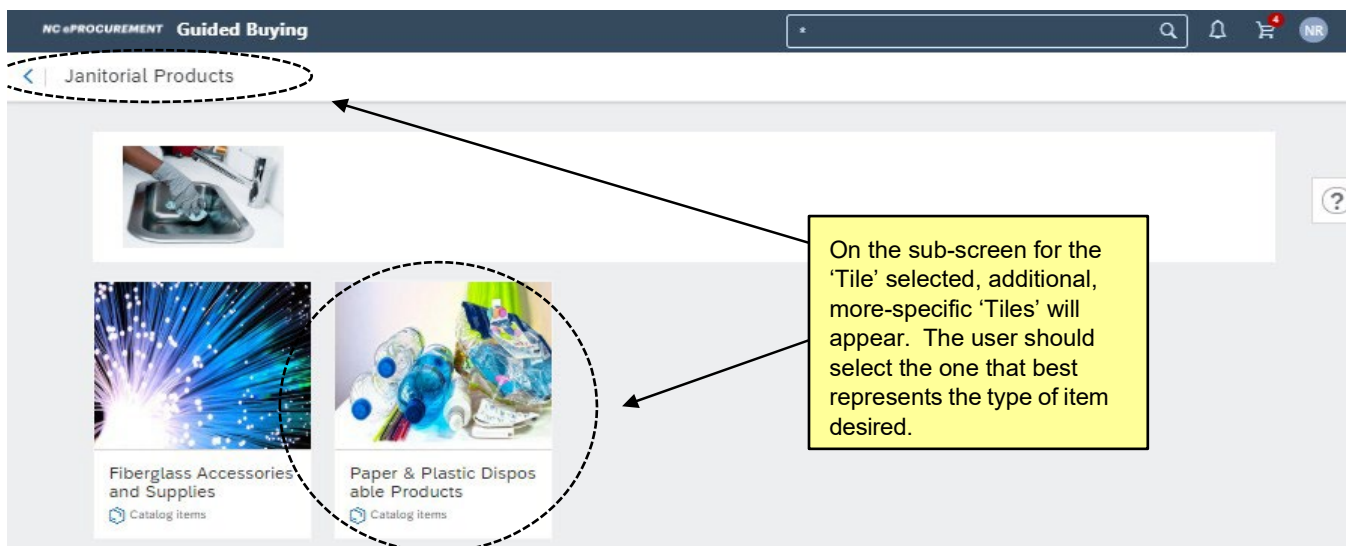 NC ePROCUREMENT Guided Buying
*
4
NR
< | Janitorial Products
?
On the sub-screen for the
‘Tile’ selected, additional,
more-specific ‘Tiles’ will
appear. The user should
select the one that best
represents the type of item
desired.
Fiberglass Accessories
and Supplies
Catalog items
Paper & Plastic Dispos
able Products
Catalog items